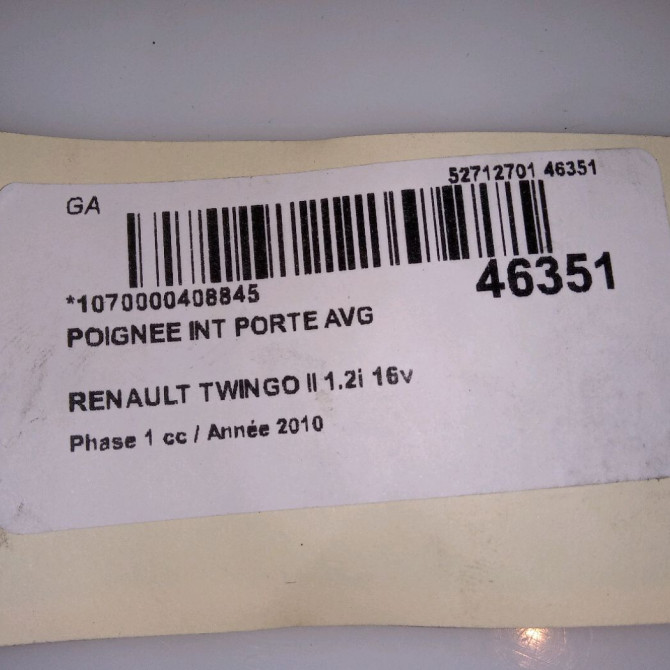 52712701 46351
GA
46351
*1070000408845
POIGNEE INT PORTE AVG
RENAULT TWINGO II 1.2i 16v
Phase 1 cc / Année 2010